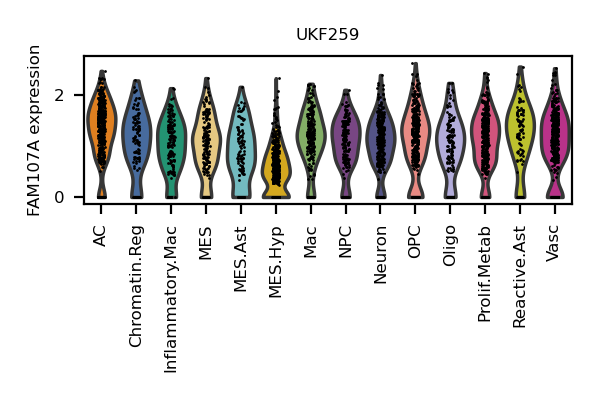 UKF259
FAM107A expression
2
0
AC
Chromatin.Reg
Inflammatory.Mac
MES
MES.Ast
MES.Hyp
Mac
NPC
Neuron
OPC
Oligo
Prolif.Metab
Reactive.Ast
Vasc